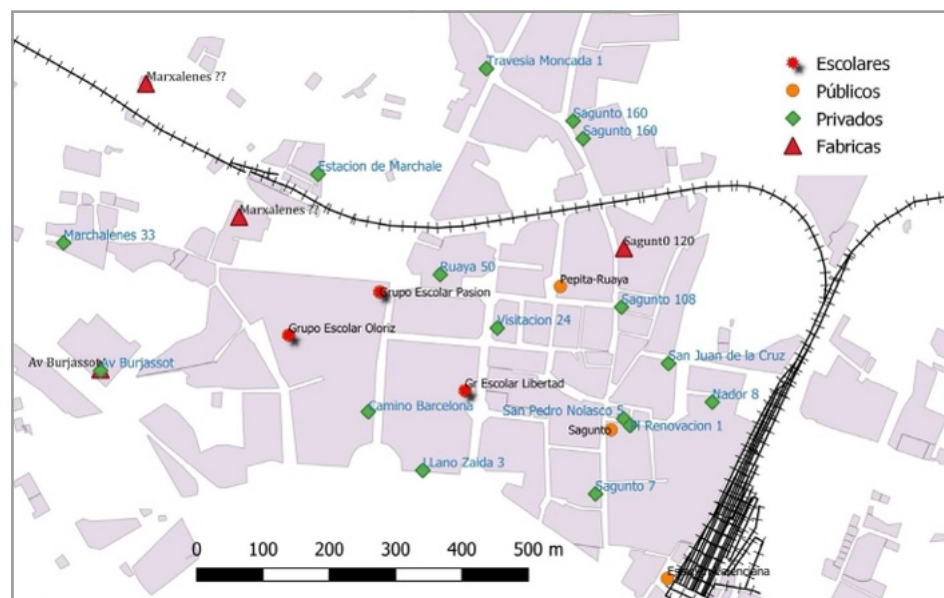 Marxalenes ??
Travesia Moncada 1
Escolares
Públicos
Privados
Fabricas
Sagunto 160
Sagunto 160
Estacion de Marchale
Marxalenes ??
Marchalenes 33
Sagunt0 120
Ruaya 50
Pepita-Ruaya
Grupo Escolar Pasion
Sagunto 108
Visitacion 24
Grupo Escolar Oloriz
San Juan de la Cruz
Av Burjassot
Av Burjassot
Gr Escolar Libertad
Nador 8
Camino Barcelona
San Pedro Nolasco 5
Renovacion 1
Sagunto
LLano Zaida 3
Sagunto 7
0 100 200 300 400 500 m